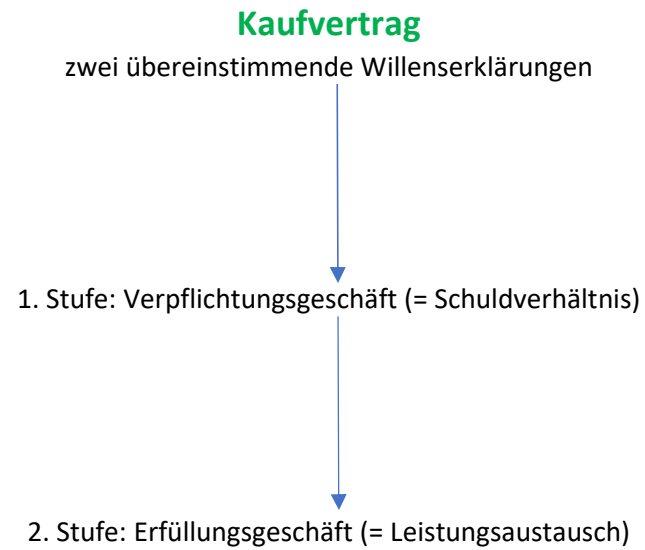 Kaufvertrag
zwei übereinstimmende Willenserklärungen
1. Stufe: Verpflichtungsgeschäft (= Schuldverhältnis)
2. Stufe: Erfüllungsgeschäft (= Leistungsaustausch)